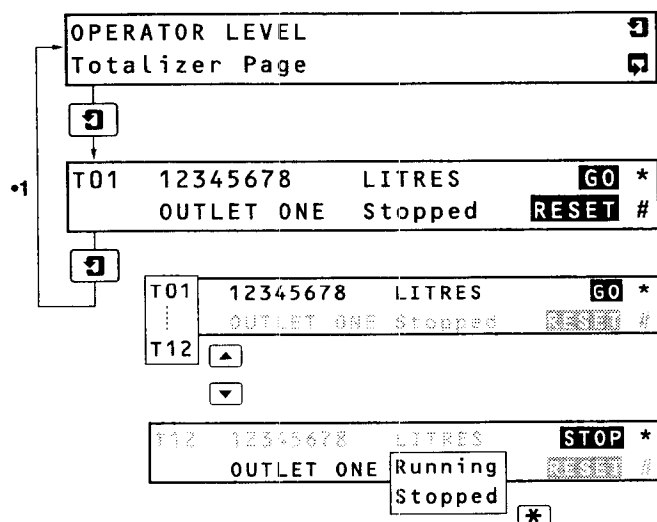 OPERATOR LEVEL
Totalizer Page
•1
T01 12345678 LITRES GO *
OUTLET ONE Stopped RESET #
T01 12345678 LITRES GO *
OUTLET ONE Stopped RESET #
T12
T12 12345678 LITRES STOP *
OUTLET ONE Running RESET #
Stopped
*